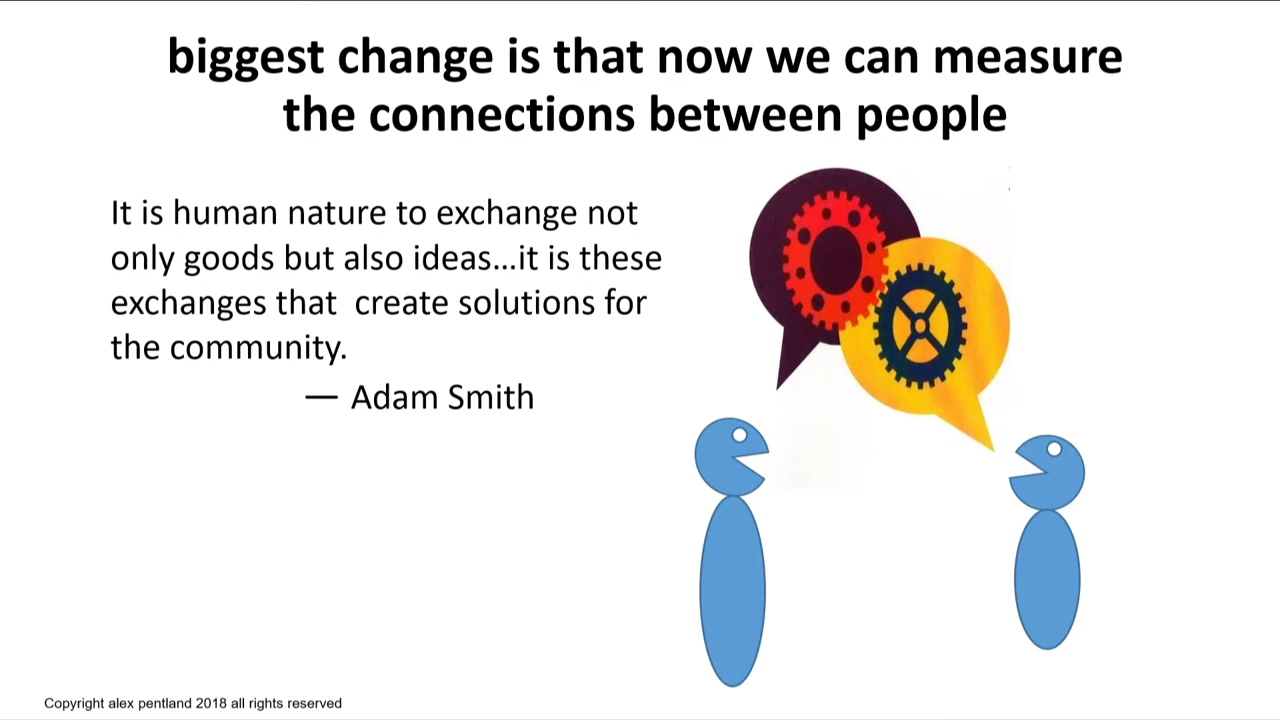 biggest change is that now we can measure
the connections between people
It is human nature to exchange not
only goods but also ideas...it is these
exchanges that  create solutions for
the community.
— Adam Smith
Copyright alex pentland 2018 all rights reserved